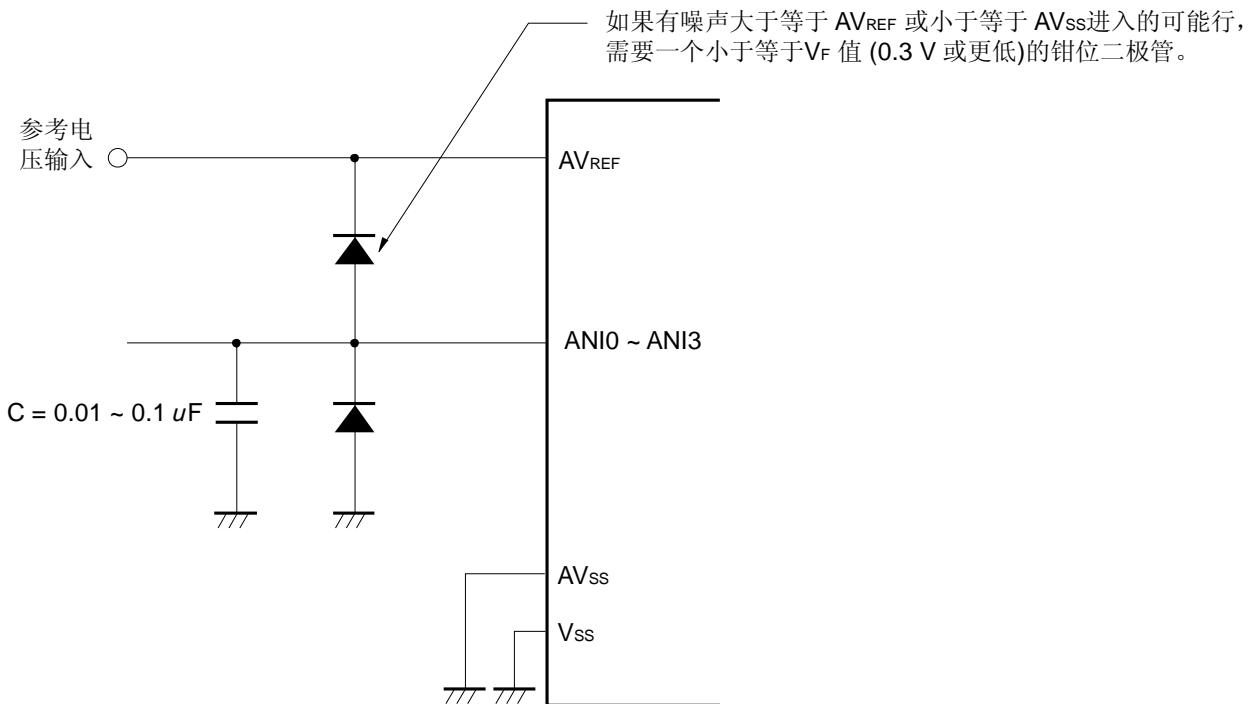 如果有噪声大于等于 AVREF 或小于等于 AVSS进入的可能行，
需要一个小于等于VF 值 (0.3 V 或更低)的钳位二极管。
参考电
压输入
AVREF
ANI0 ~ ANI3
C = 0.01 ~ 0.1 uF
AVSS
VSS